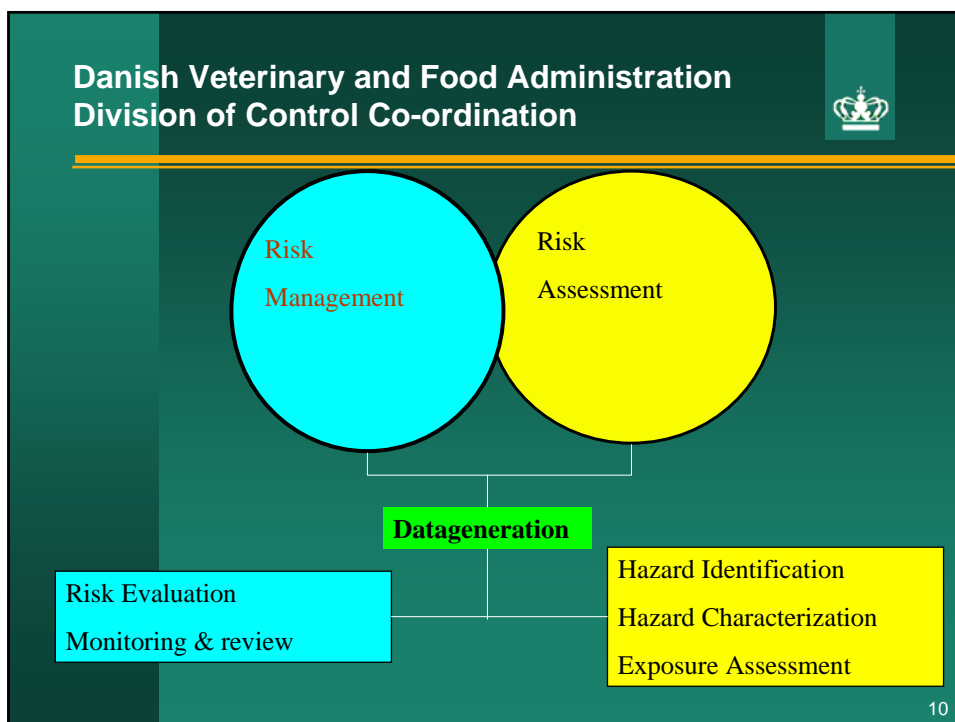 Danish Veterinary and Food Administration
Division of Control Co-ordination
Risk
Management
Risk
Assessment
Datageneration
Risk Evaluation
Monitoring & review
Hazard Identification
Hazard Characterization
Exposure Assessment
10